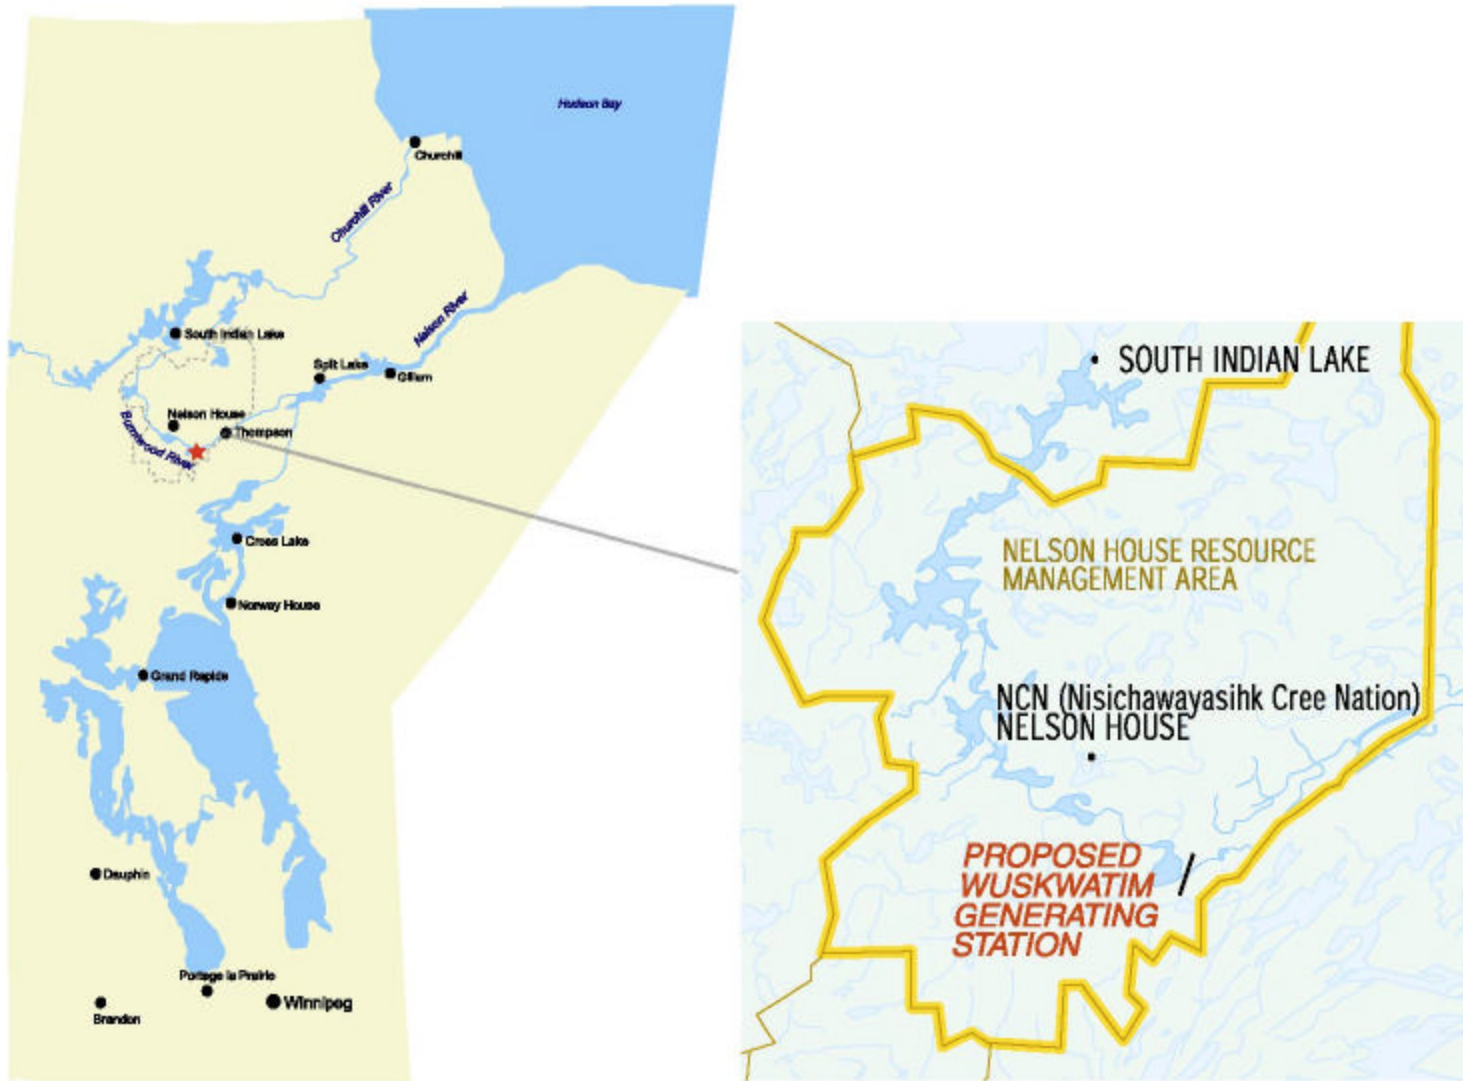 Hudson Bay
Churchill
Churchill River
Nelson River
South Indian Lake
Split Lake
Gillam
Nelson House
Thompson
Burntwood River
Cross Lake
Norway House
Grand Rapids
Dauphin
Portage la Prairie
Winnipeg
Brandon
SOUTH INDIAN LAKE
NELSON HOUSE RESOURCE
MANAGEMENT AREA
NCN (Nisichawayasihk Cree Nation)
NELSON HOUSE
PROPOSED
WUSKWATIM
GENERATING
STATION